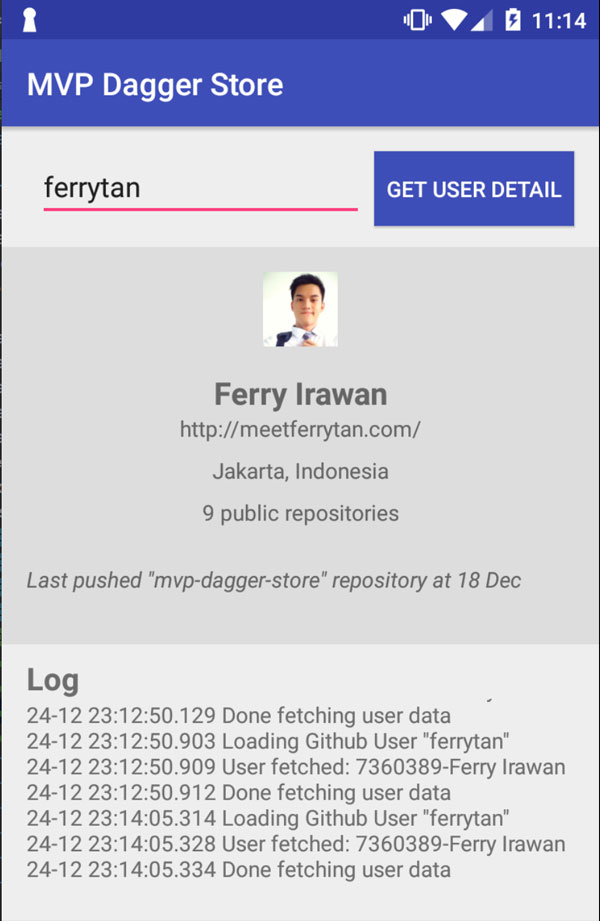 11:14
MVP Dagger Store
ferrytan
GET USER DETAIL
Ferry Irawan
http://meetferrytan.com/
Jakarta, Indonesia
9 public repositories
Last pushed "mvp-dagger-store" repository at 18 Dec
Log
24-12 23:12:50.129 Done fetching user data
24-12 23:12:50.903 Loading Github User "ferrytan"
24-12 23:12:50.909 User fetched: 7360389-Ferry Irawan
24-12 23:12:50.912 Done fetching user data
24-12 23:14:05.314 Loading Github User "ferrytan"
24-12 23:14:05.328 User fetched: 7360389-Ferry Irawan
24-12 23:14:05.334 Done fetching user data